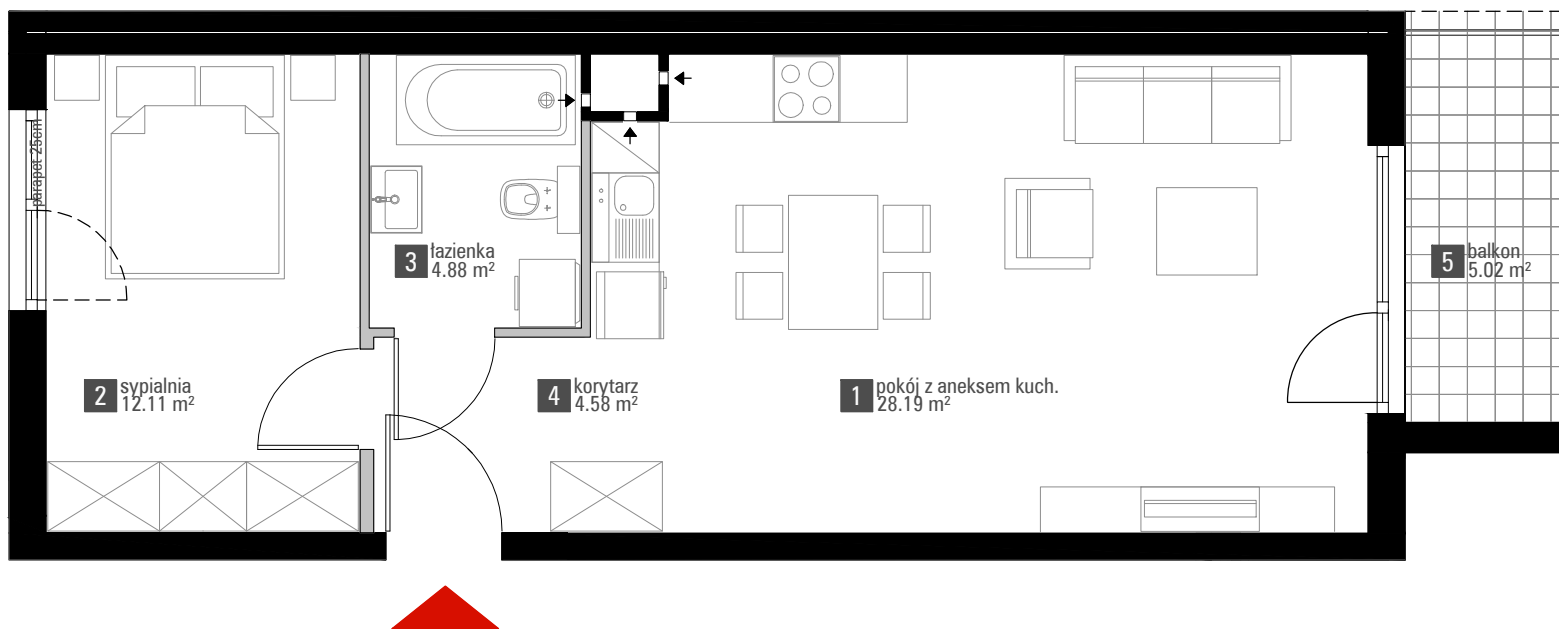 parapet 25cm
3 łazienka
4.88 m²
5 balkon
5.02 m²
2 sypialnia
12.11 m²
4 korytarz
4.58 m²
1 pokój z aneksem kuch.
28.19 m²